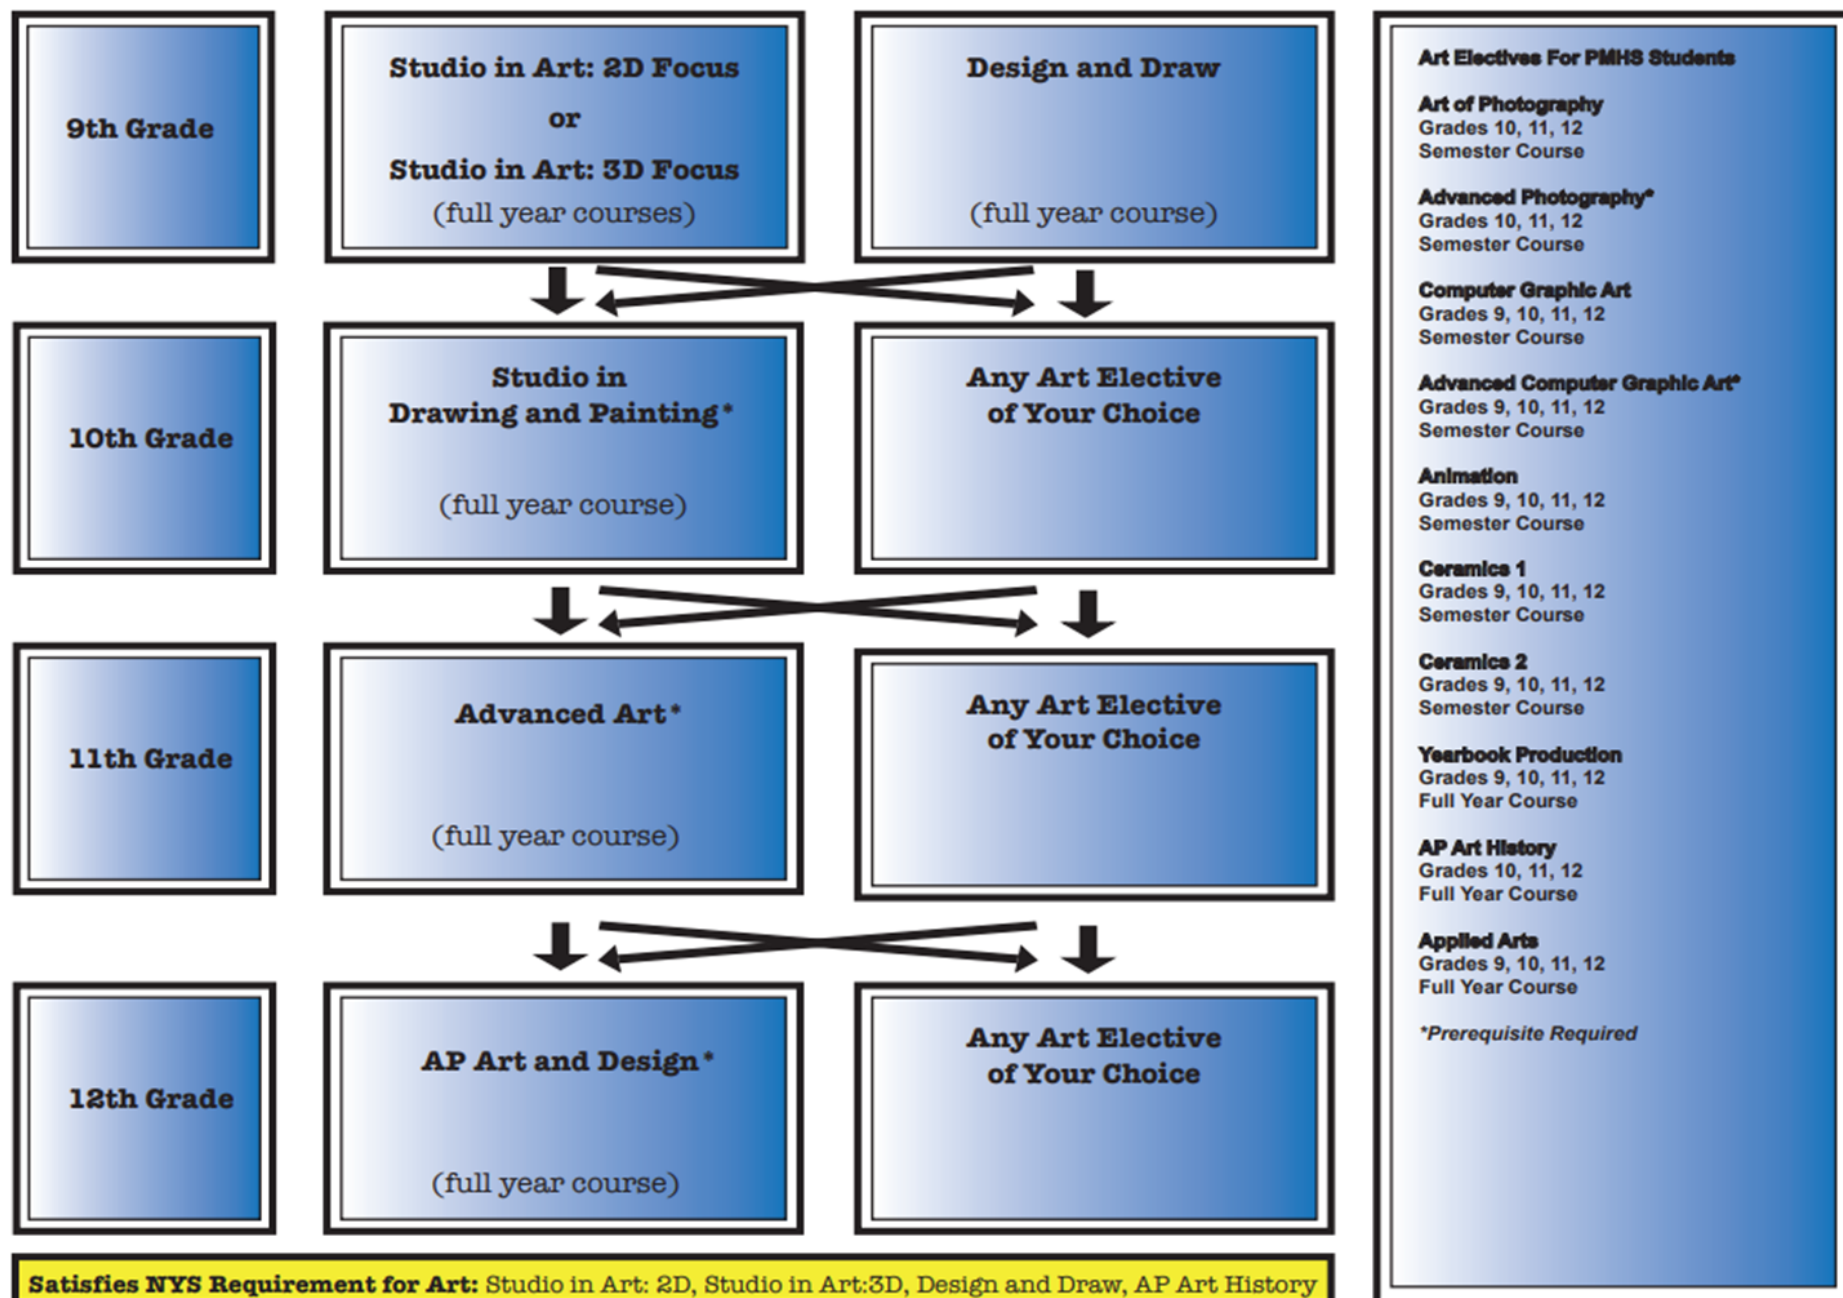 9th Grade
Studio in Art: 2D Focus
or
Studio in Art: 3D Focus
(full year courses)
Design and Draw
(full year course)
10th Grade
Studio in
Drawing and Painting*
(full year course)
Any Art Elective
of Your Choice
11th Grade
Advanced Art*
(full year course)
Any Art Elective
of Your Choice
12th Grade
AP Art and Design*
(full year course)
Any Art Elective
of Your Choice
Satisfies NYS Requirement for Art: Studio in Art: 2D, Studio in Art:3D, Design and Draw, AP Art History
Art Electives For PMHS Students
Art of Photography
Grades 10, 11, 12
Semester Course
Advanced Photography*
Grades 10, 11, 12
Semester Course
Computer Graphic Art
Grades 9, 10, 11, 12
Semester Course
Advanced Computer Graphic Art*
Grades 9, 10, 11, 12
Semester Course
Animation
Grades 9, 10, 11, 12
Semester Course
Ceramics 1
Grades 9, 10, 11, 12
Semester Course
Ceramics 2
Grades 9, 10, 11, 12
Semester Course
Yearbook Production
Grades 9, 10, 11, 12
Full Year Course
AP Art History
Grades 10, 11, 12
Full Year Course
Applied Arts
Grades 9, 10, 11, 12
Full Year Course
*Prerequisite Required